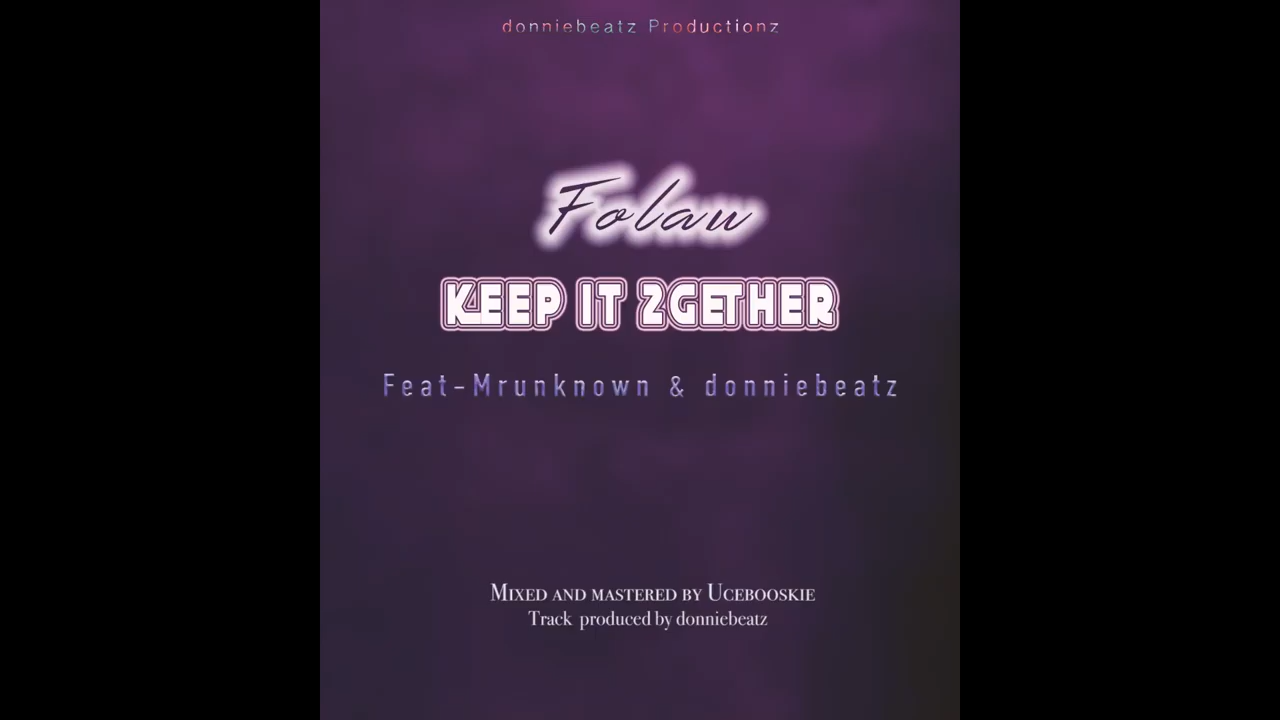 donniebeatz Productionz
Folaw
KEEP IT 2GETHER
Feat-Mrunknown & donniebeatz
MIXED AND MASTERED BY UCEBOOSKIE
Track produced by donniebeatz